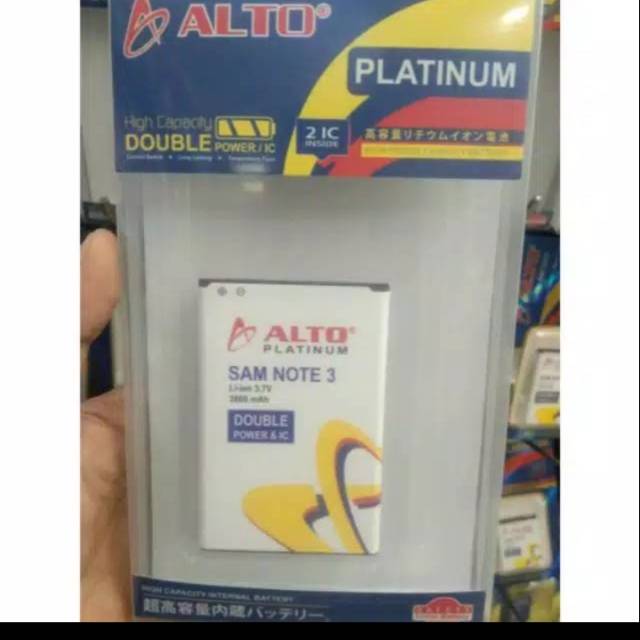 ALTO®
PLATINUM
High Capacity
DOUBLE POWER / IC
2 IC
INSIDE
高容量リチウムイオン電池
ALTO®
PLATINUM
SAM NOTE 3
Li-ion 3.7V
mAh
DOUBLE
POWER & IC
HIGH CAPACITY INTERNAL BATTERY
超高容量内蔵バッテリー